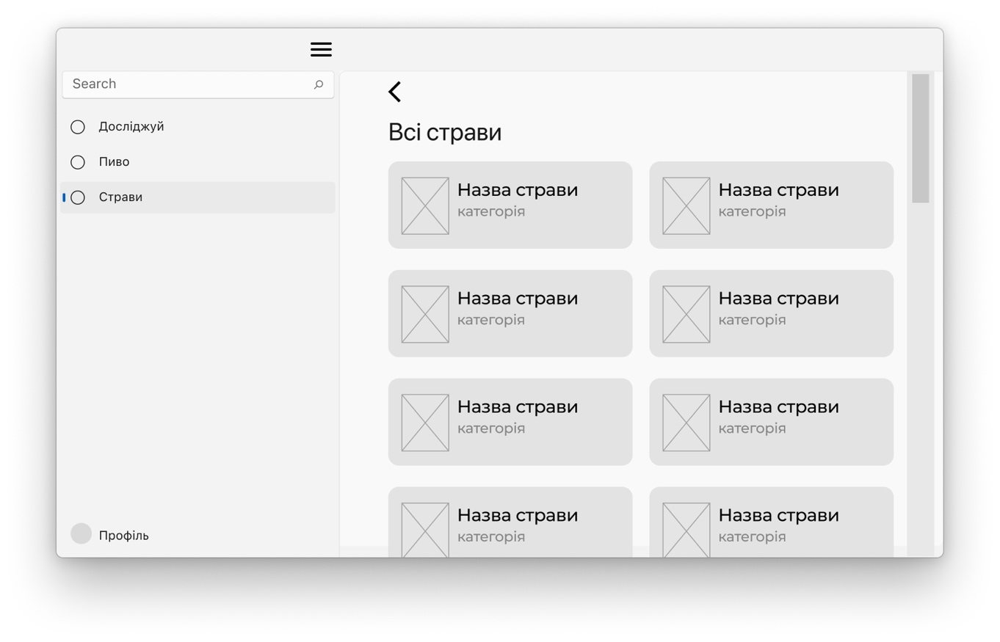 Search
Досліджуй
Пиво
Страви
Профіль
Всі страви
Назва страви
категорія
Назва страви
категорія
Назва страви
категорія
Назва страви
категорія
Назва страви
категорія
Назва страви
категорія
Назва страви
категорія
Назва страви
категорія